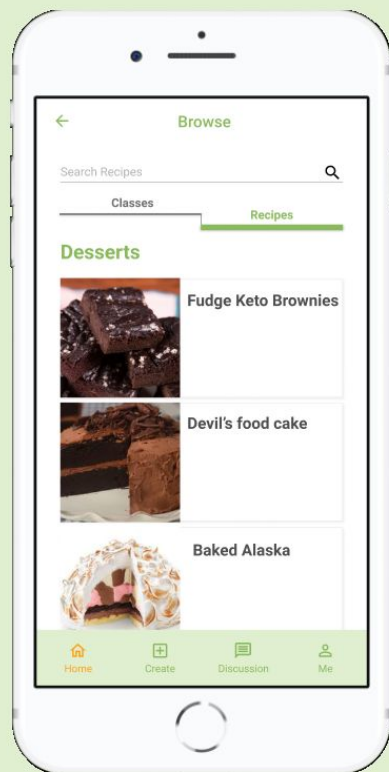 Browse
Search Recipes
Classes
Recipes
Desserts
Fudge Keto Brownies
Devil's food cake
Baked Alaska
Home
Create
Discussion
Me